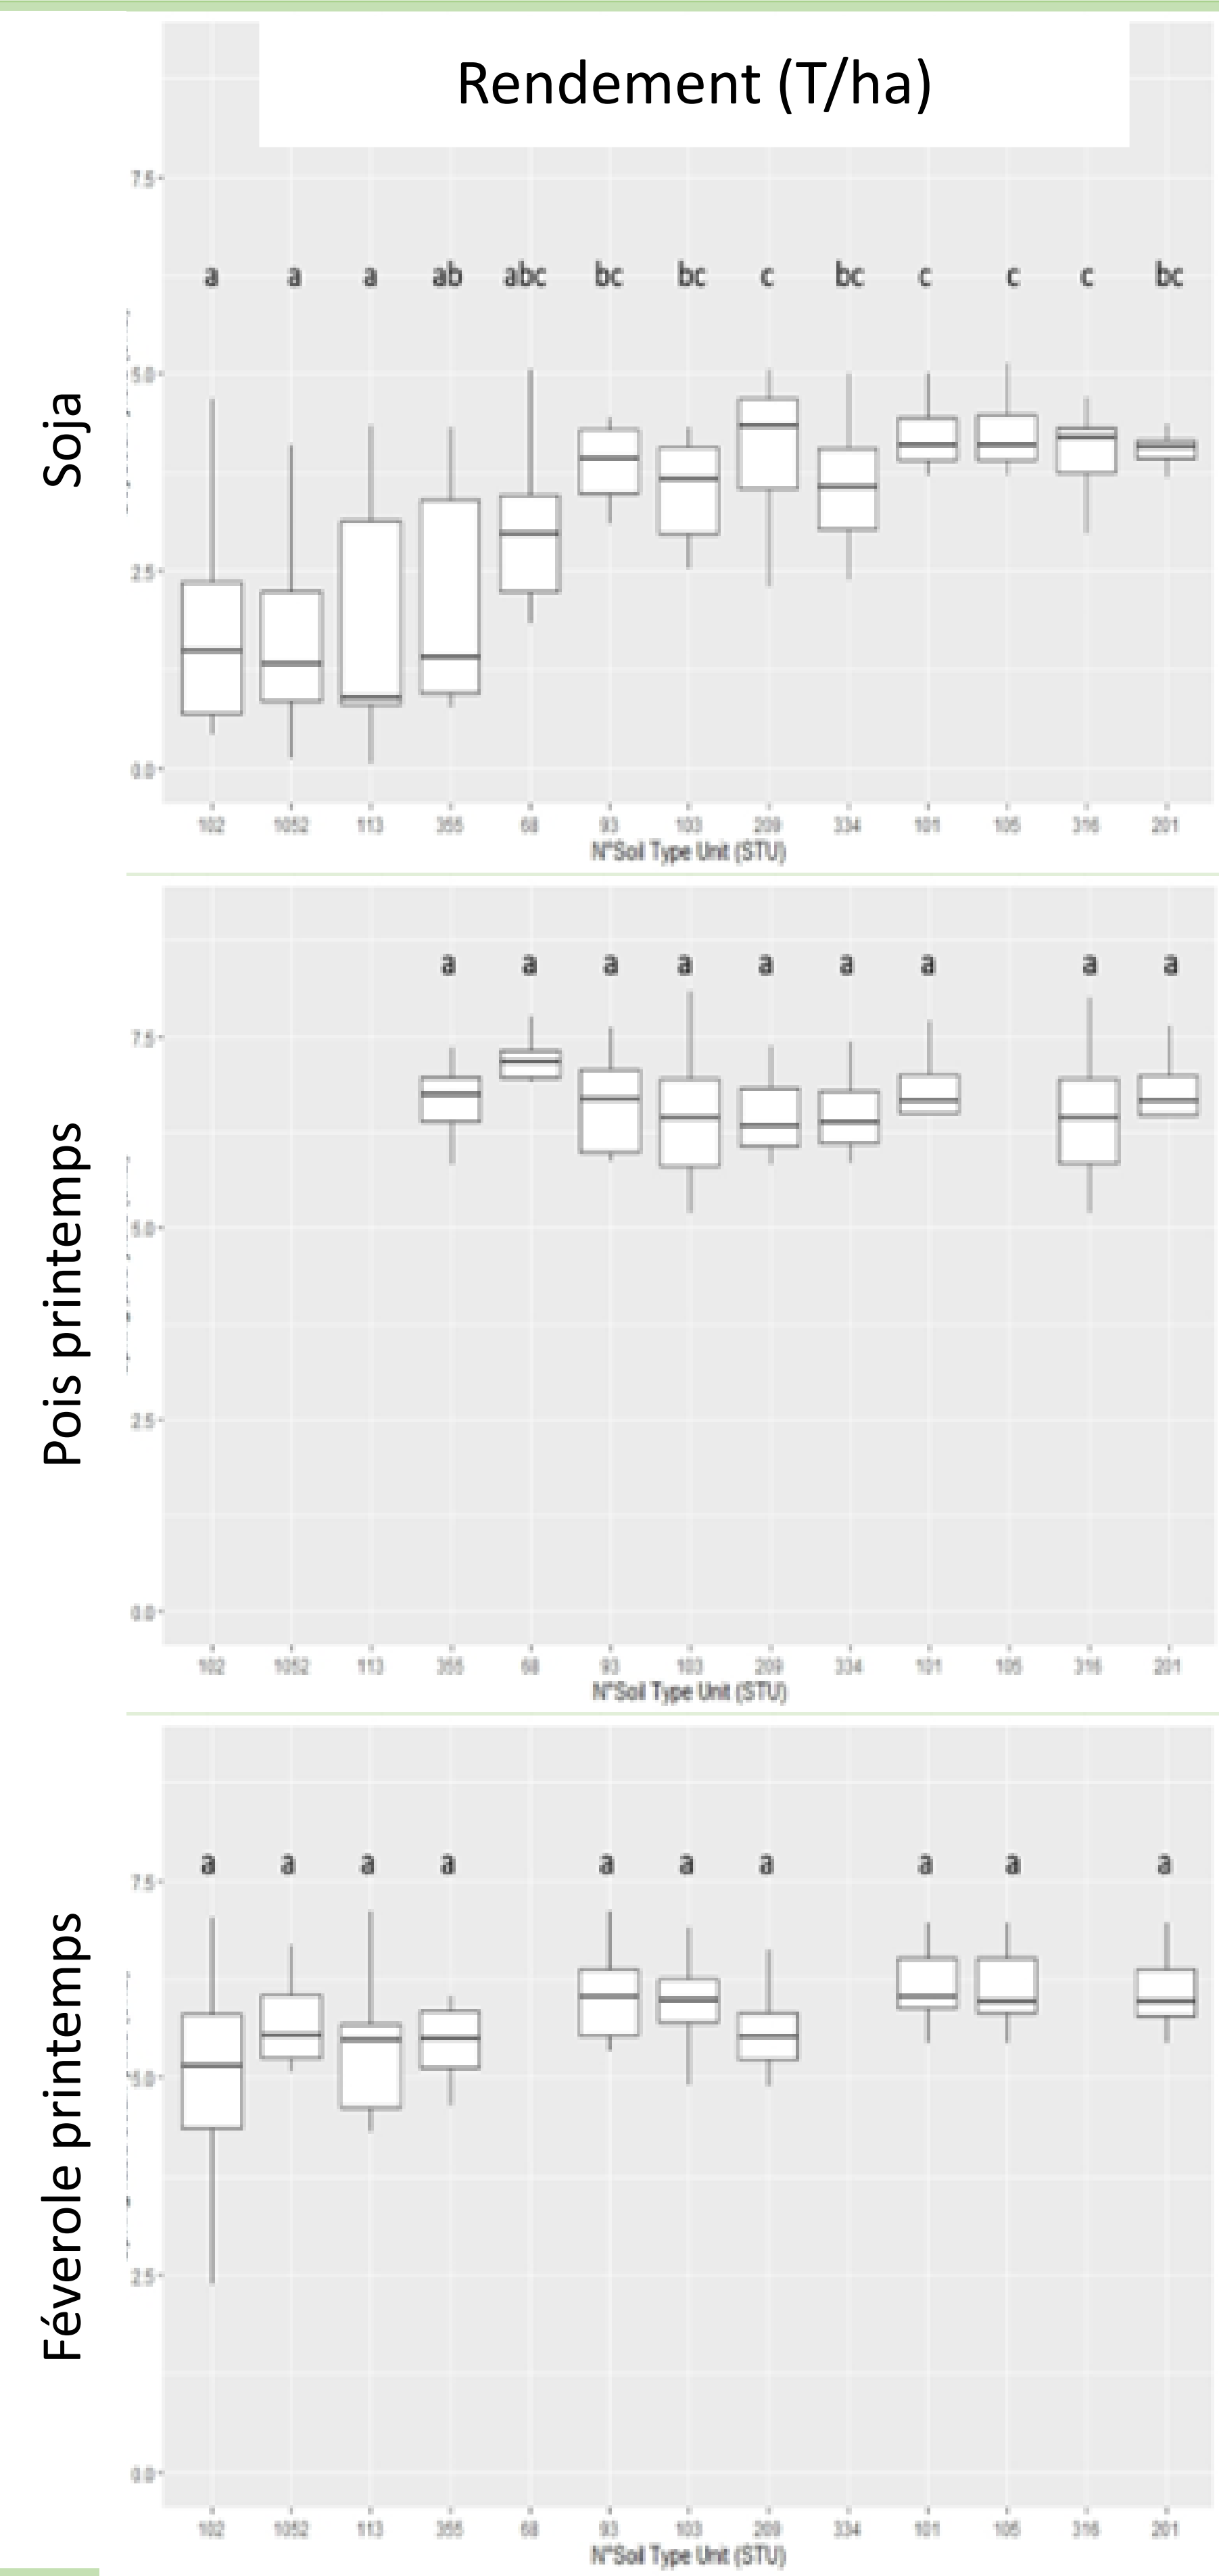 Rendement (T/ha)
Soja
7.5
5.0
2.5
0.0
a a a ab abc bc bc c bc c c c bc
102 1052 113 355 68 93 103 209 334 101 105 316 201
N°Soil Type Unit (STU)
Pois printemps
7.5
5.0
2.5
0.0
a a a a a a a a a
102 1052 113 355 68 93 103 209 334 101 105 316 201
N°Soil Type Unit (STU)
Féverole printemps
7.5
5.0
2.5
0.0
a a a a a a a a a a
102 1052 113 355 68 93 103 209 334 101 105 316 201
N°Soil Type Unit (STU)